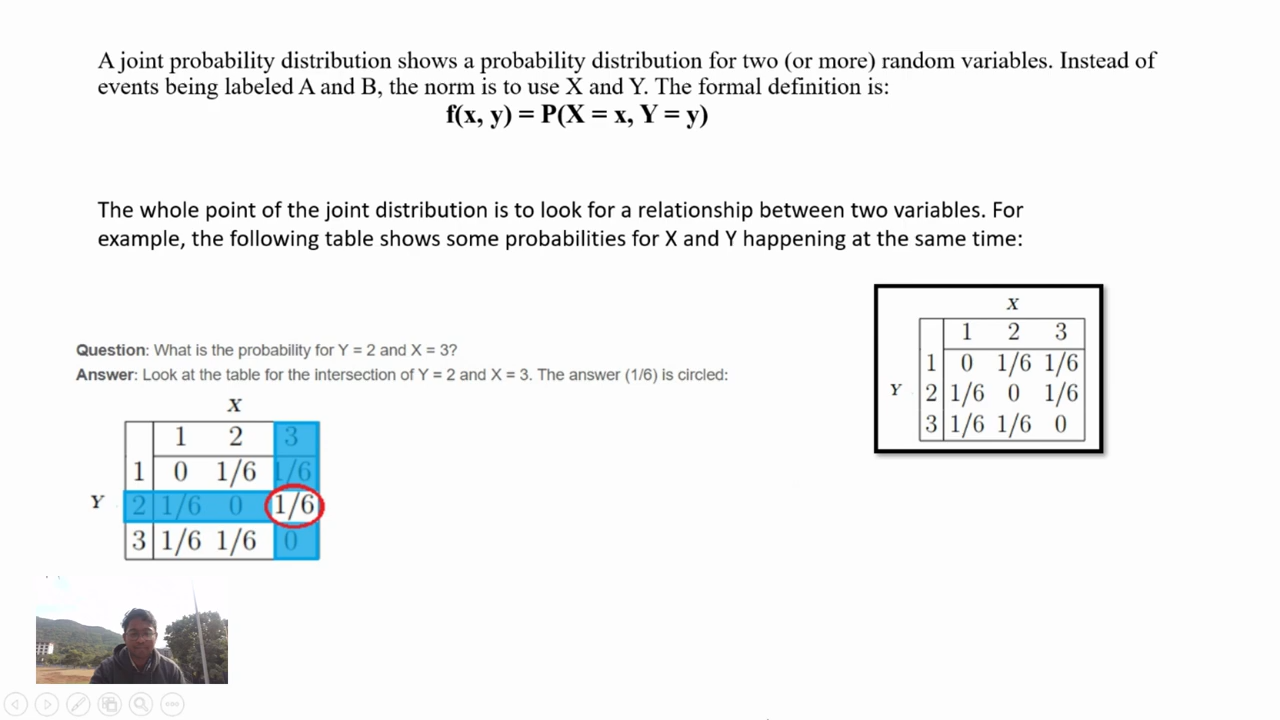 A joint probability distribution shows a probability distribution for two (or more) random variables. Instead of
events being labeled A and B, the norm is to use X and Y. The formal definition is:
f(x, y) = P(X = x, Y = y)
The whole point of the joint distribution is to look for a relationship between two variables. For
example, the following table shows some probabilities for X and Y happening at the same time:
X
1 2 3
1 0 1/6 1/6
Y 2 1/6 0 1/6
3 1/6 1/6 0
Question: What is the probability for Y = 2 and X = 3?
Answer: Look at the table for the intersection of Y = 2 and X = 3. The answer (1/6) is circled:
X
1 2 3
1 0 1/6 1/6
Y 2 1/6 0 1/6
3 1/6 1/6 0